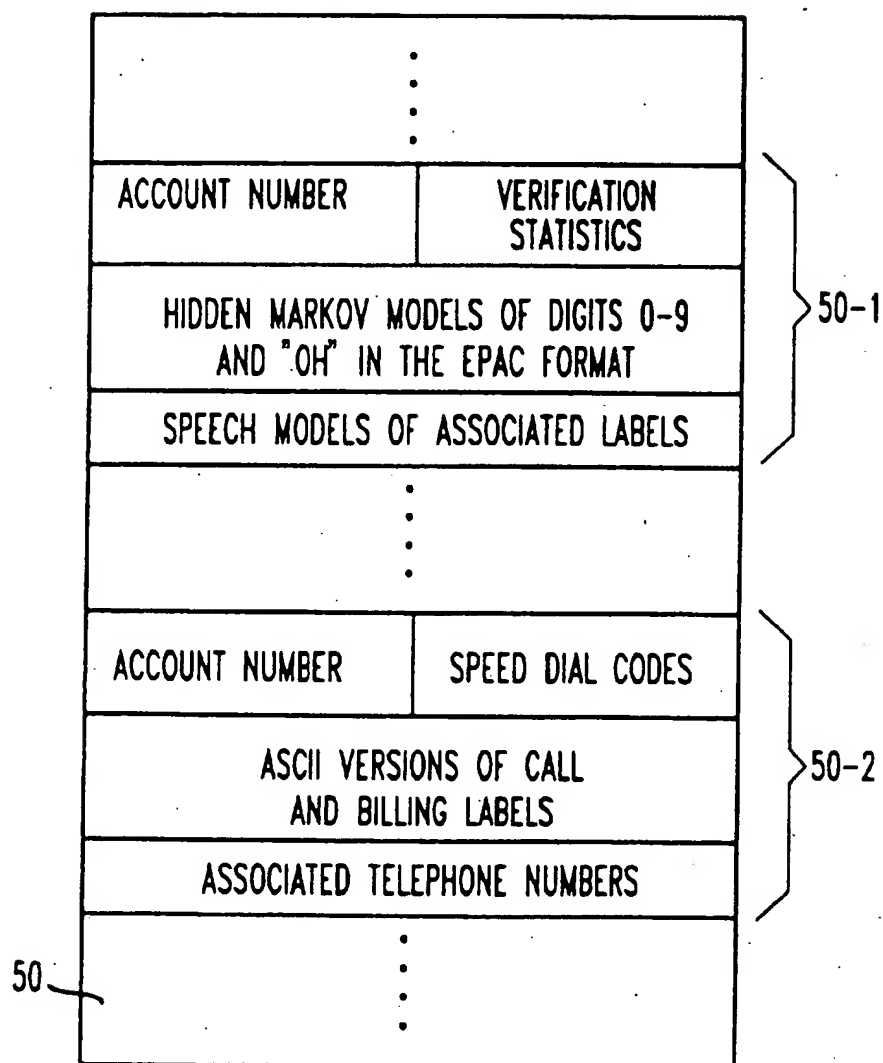 ACCOUNT NUMBER
VERIFICATION
STATISTICS
HIDDEN MARKOV MODELS OF DIGITS 0-9
AND "OH" IN THE EPAC FORMAT
SPEECH MODELS OF ASSOCIATED LABELS
50-1
ACCOUNT NUMBER
SPEED DIAL CODES
ASCII VERSIONS OF CALL
AND BILLING LABELS
ASSOCIATED TELEPHONE NUMBERS
50-2
50